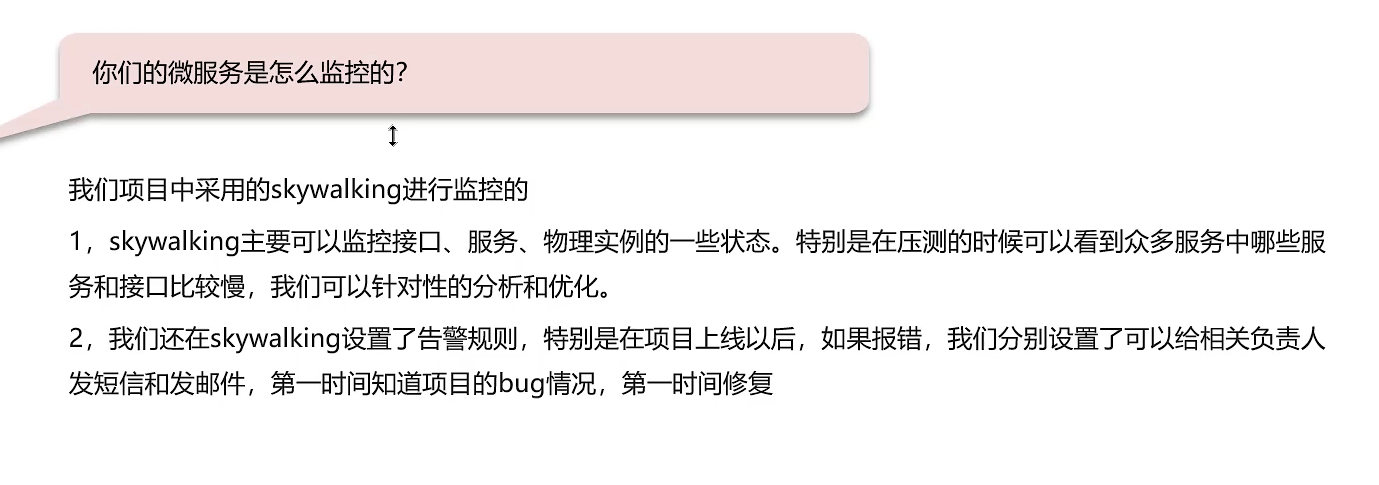 你们的微服务是怎么监控的？
我们项目中采用的skywalking进行监控的
1，skywalking主要可以监控接口、服务、物理实例的一些状态。特别是在压测的时候可以看到众多服务中哪些服
务和接口比较慢，我们可以针对性的分析和优化。
2，我们还在skywalking设置了告警规则，特别是在项目上线以后，如果报错，我们分别设置了可以给相关负责人
发短信和发邮件，第一时间知道项目的bug情况，第一时间修复